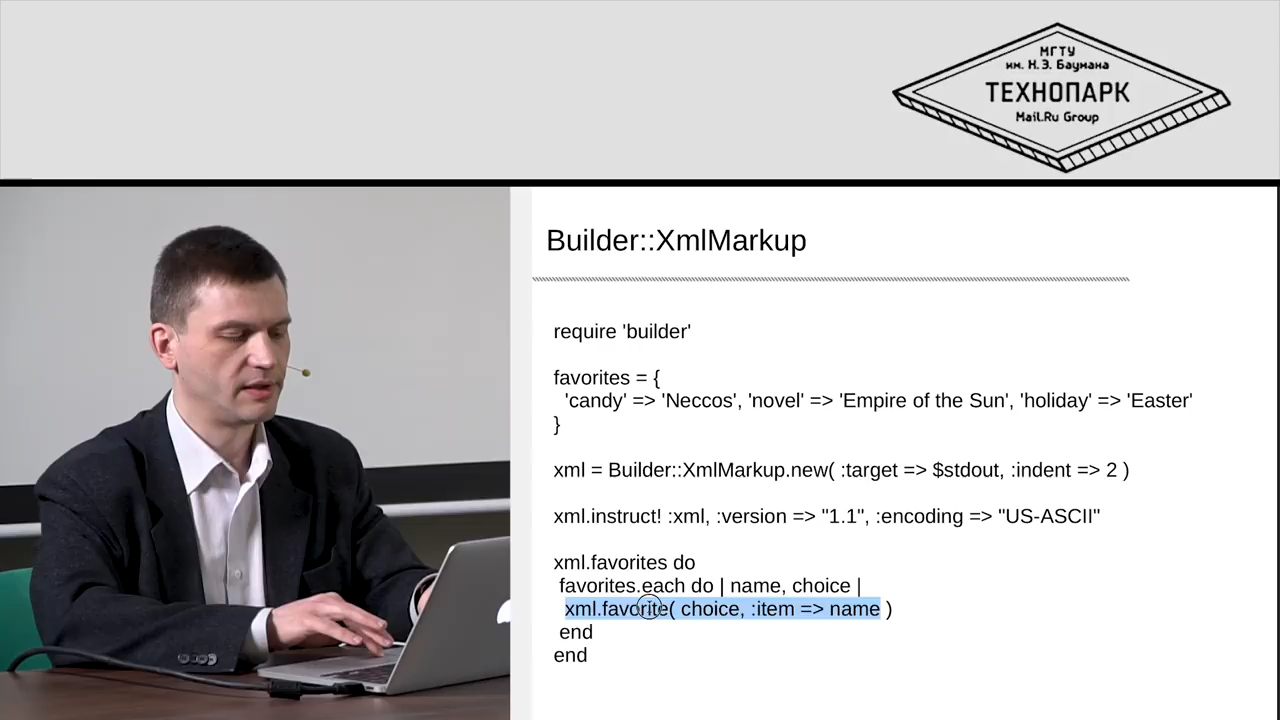 МГТУ
им. Н.Э. Баумана
ТЕХНОПАРК
Mail.Ru Group
Builder::XmlMarkup
require 'builder'
favorites = {
'candy' => 'Neccos', 'novel' => 'Empire of the Sun', 'holiday' => 'Easter'
}
xml = Builder::XmlMarkup.new( :target => $stdout, :indent => 2 )
xml.instruct! :xml, :version => "1.1", :encoding => "US-ASCII"
xml.favorites do
favorites.each do | name, choice |
xml.favorite( choice, :item => name )
end
end